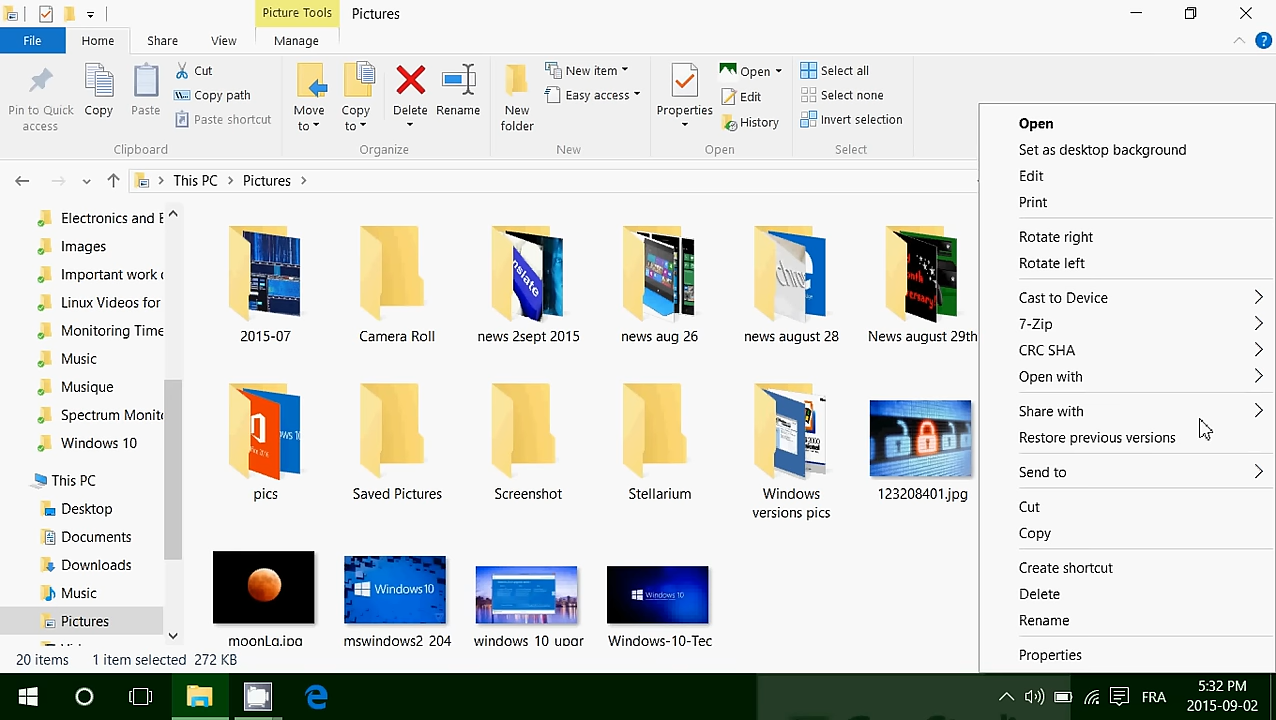 Picture Tools
Pictures
File
Home
Share
View
Manage
Pin to Quick
access
Copy
Paste
Cut
Copy path
Paste shortcut
Clipboard
Move
to
Copy
to
Delete
Rename
Organize
New
folder
New item
Easy access
New
Properties
Open
Edit
History
Open
Select all
Select none
Invert selection
Select
This PC
Pictures
Electronics and E
Images
Important work
Linux Videos for
Monitoring Time
Music
Musique
Spectrum Monit
Windows 10
This PC
Desktop
Documents
Downloads
Music
Pictures
2015-07
Camera Roll
news 2sept 2015
news aug 26
news august 28
News august 29th
pics
Saved Pictures
Screenshot
Stellarium
Windows
versions pics
123208401.jpg
Windows 10
Windows 10
moonLg.jpg
mswindows2_204
windows_10_upgr
Windows-10-Tec
Open
Set as desktop background
Edit
Print
Rotate right
Rotate left
Cast to Device
7-Zip
CRC SHA
Open with
Share with
Restore previous versions
Send to
Cut
Copy
Create shortcut
Delete
Rename
Properties
20 items
1 item selected 272 KB
FRA
5:32 PM
2015-09-02